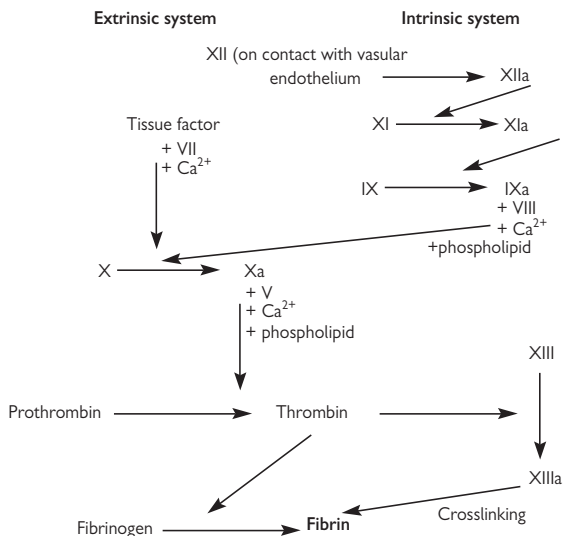 Extrinsic system
Intrinsic system
XII (on contact with vasular
endothelium
XIIa
Tissue factor
+ VII
+ Ca²⁺
XI
XIa
IX
IXa
+ VIII
+ Ca²⁺
+phospholipid
X
Xa
+ V
+ Ca²⁺
+ phospholipid
XIII
Prothrombin
Thrombin
XIIIa
Crosslinking
Fibrinogen
Fibrin